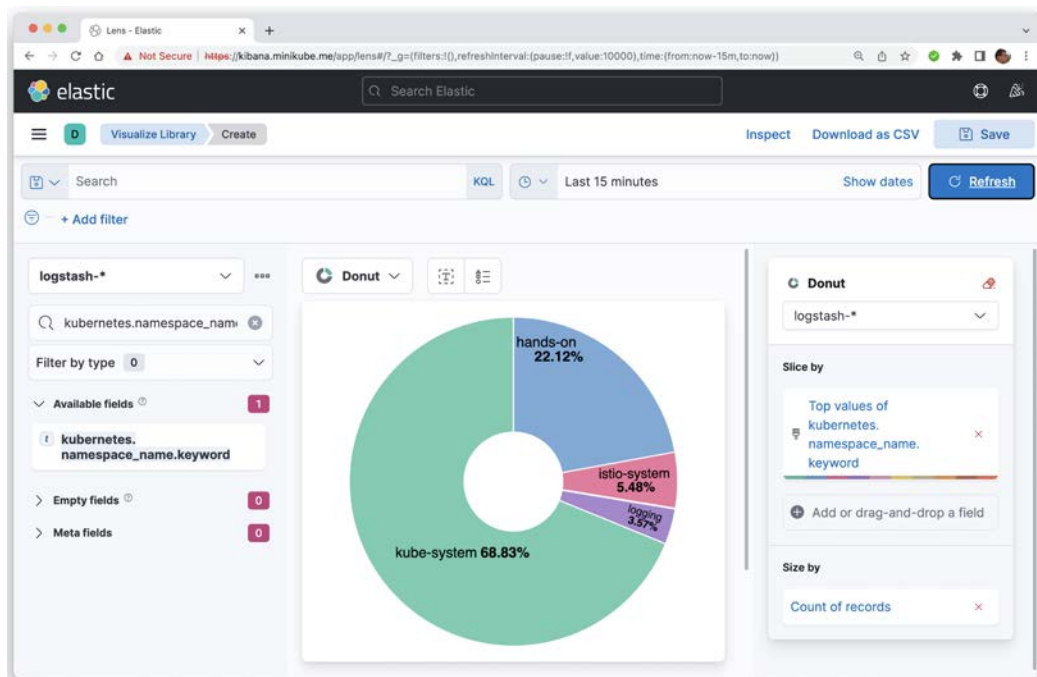 Lens - Elastic
Not Secure | https://kibana.minikube.me/app/lens#/?_g=(filters:!(),refreshInterval:(pause:!f,value:10000),time:(from:now-15m,to:now))
elastic
Search Elastic
D
Visualize Library
Create
Inspect
Download as CSV
Save
Search
KQL
Last 15 minutes
Show dates
Refresh
+ Add filter
logstash-*
kubernetes.namespace_nam
Filter by type 0
Available fields
1
t
kubernetes.
namespace_name.keyword
Empty fields
0
Meta fields
0
Donut
hands-on
22.12%
istio-system
5.48%
logging
3.57%
kube-system 68.83%
Donut
logstash-*
Slice by
Top values of
kubernetes.
namespace_name.
keyword
Add or drag-and-drop a field
Size by
Count of records